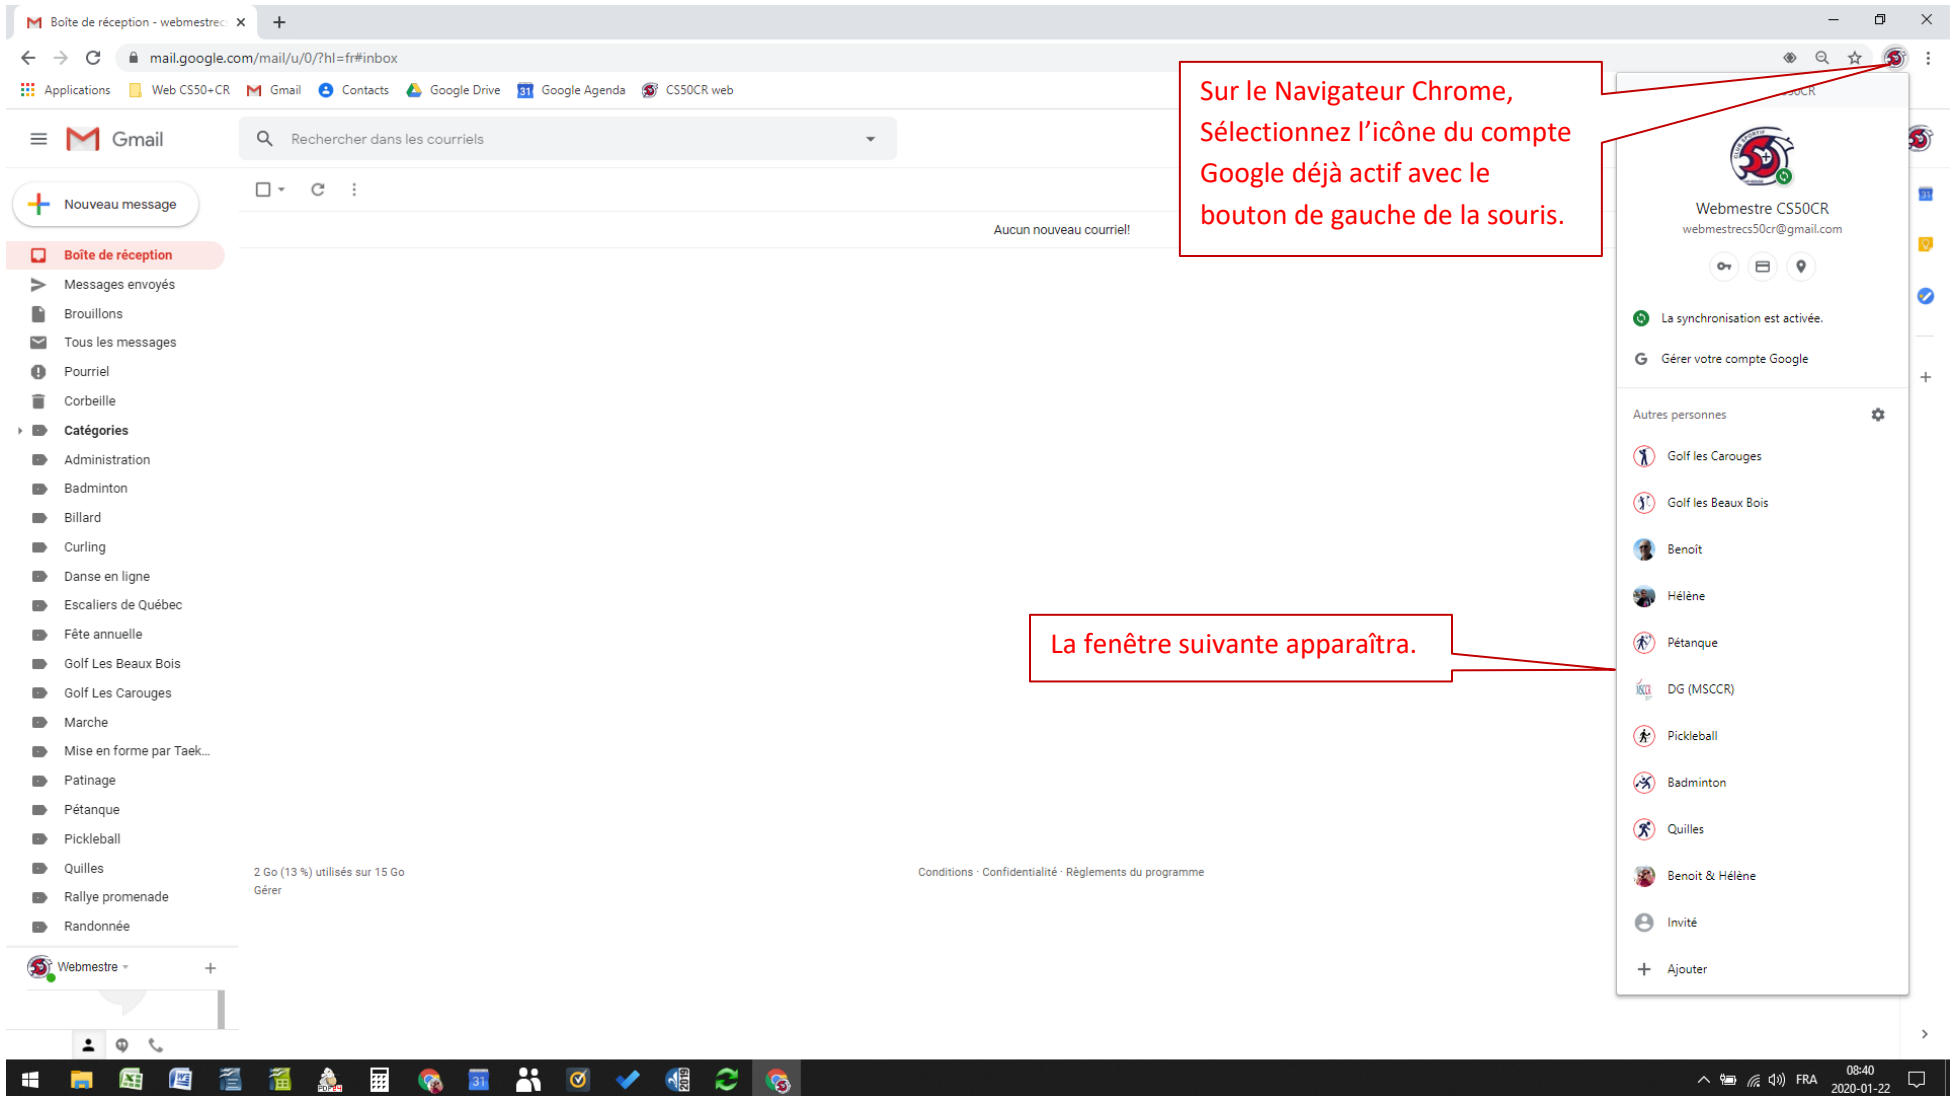 Boîte de réception - webmestrec
mail.google.com/mail/u/0/?hl=fr#inbox
Applications
Web CS50+CR
Gmail
Contacts
Google Drive
31
Google Agenda
CS50CR web
Gmail
Rechercher dans les courriels
Nouveau message
Aucun nouveau courriel!
Boîte de réception
Messages envoyés
Brouillons
Tous les messages
Pourriel
Corbeille
Catégories
Administration
Badminton
Billard
Curling
Danse en ligne
Escaliers de Québec
Fête annuelle
Golf Les Beaux Bois
Golf Les Carouges
Marche
Mise en forme par Taek...
Patinage
Pétanque
Pickleball
Quilles
Rallye promenade
Randonnée
Webmestre
2 Go (13 %) utilisés sur 15 Go
Gérer
Conditions · Confidentialité · Règlements du programme
Sur le Navigateur Chrome,
Sélectionnez l'icône du compte
Google déjà actif avec le
bouton de gauche de la souris.
La fenêtre suivante apparaîtra.
Webmestre CS50CR
webmestrecs50cr@gmail.com
La synchronisation est activée.
Gérer votre compte Google
Autres personnes
Golf les Carouges
Golf les Beaux Bois
Benoît
Hélène
Pétanque
DG (MSCCR)
Pickleball
Badminton
Quilles
Benoit & Hélène
Invité
Ajouter
31
31
2019
FRA
08:40
2020-01-22